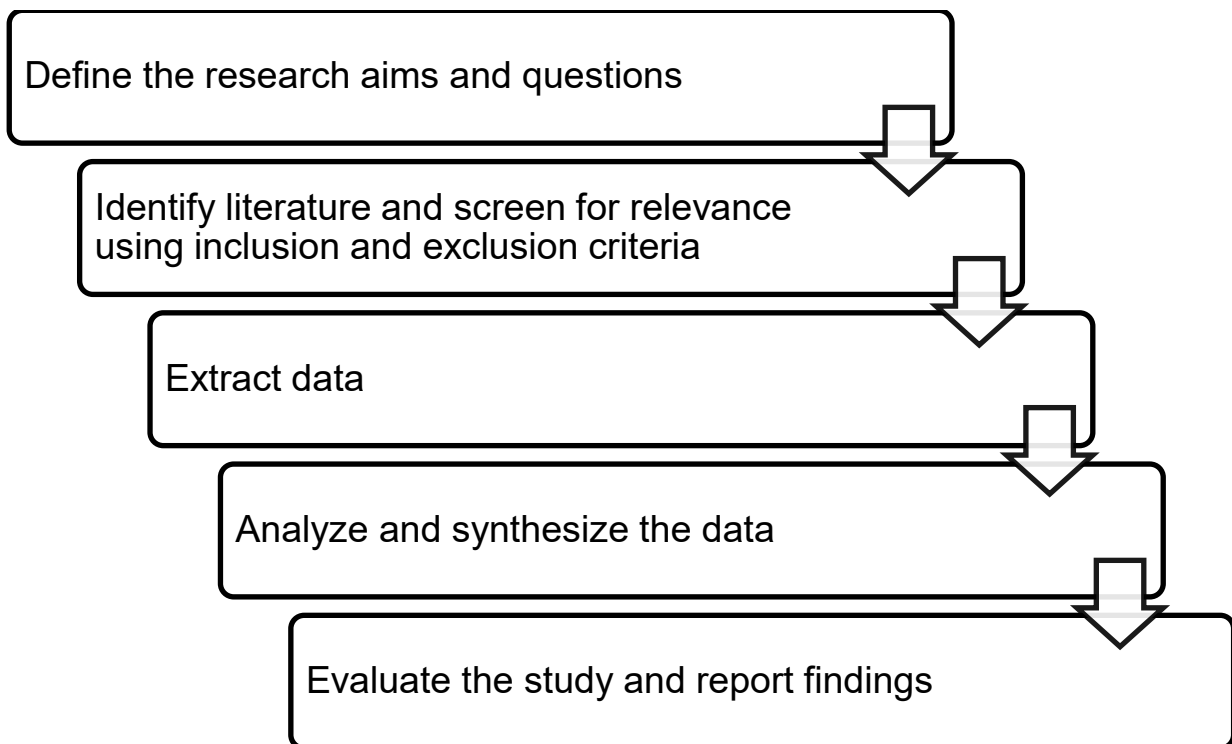 Define the research aims and questions
Identify literature and screen for relevance
using inclusion and exclusion criteria
Extract data
Analyze and synthesize the data
Evaluate the study and report findings